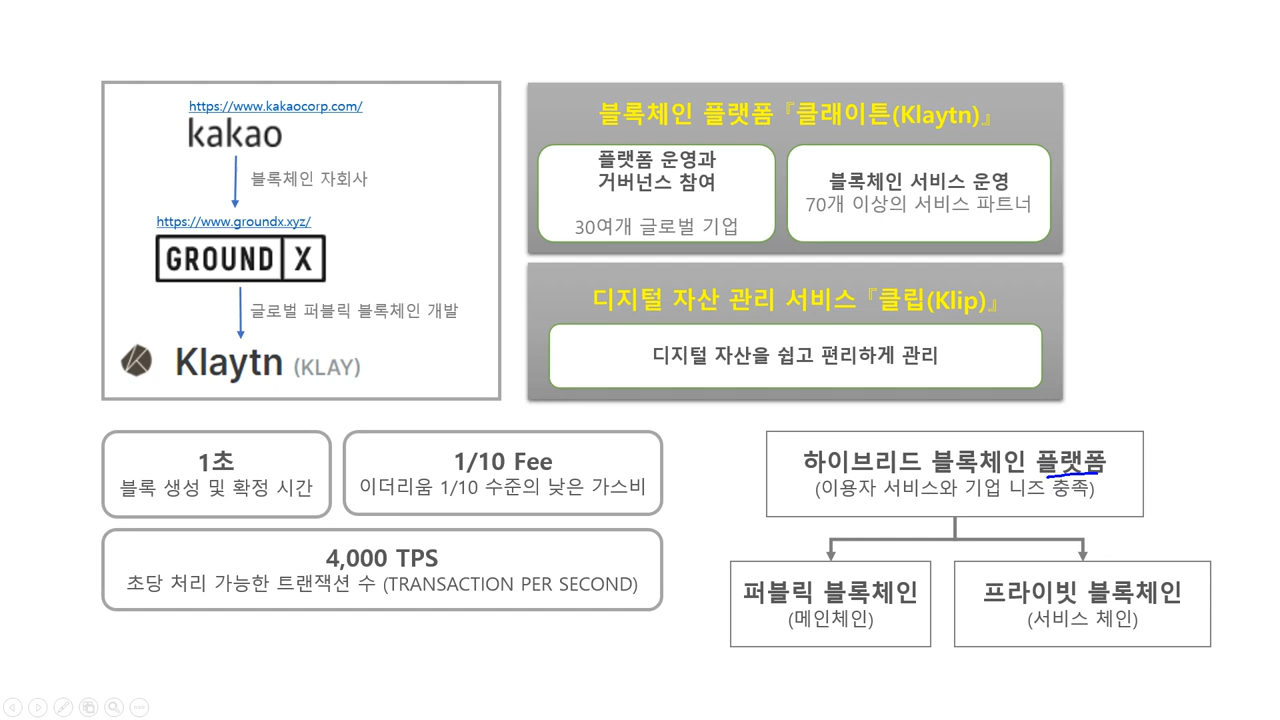 https://www.kakaocorp.com/
kakao
블록체인 자회사
https://www.groundx.xyz/
GROUND X
글로벌 퍼블릭 블록체인 개발
Klaytn (KLAY)
블록체인 플랫폼『클래이튼(Klaytn)』
플랫폼 운영과
거버넌스 참여
30여개 글로벌 기업
블록체인 서비스 운영
70개 이상의 서비스 파트너
디지털 자산 관리 서비스『클립(Klip)』
디지털 자산을 쉽고 편리하게 관리
1초
블록 생성 및 확정 시간
1/10 Fee
이더리움 1/10 수준의 낮은 가스비
4,000 TPS
초당 처리 가능한 트랜잭션 수 (TRANSACTION PER SECOND)
하이브리드 블록체인 플랫폼
(이용자 서비스와 기업 니즈 충족)
퍼블릭 블록체인
(메인체인)
프라이빗 블록체인
(서비스 체인)